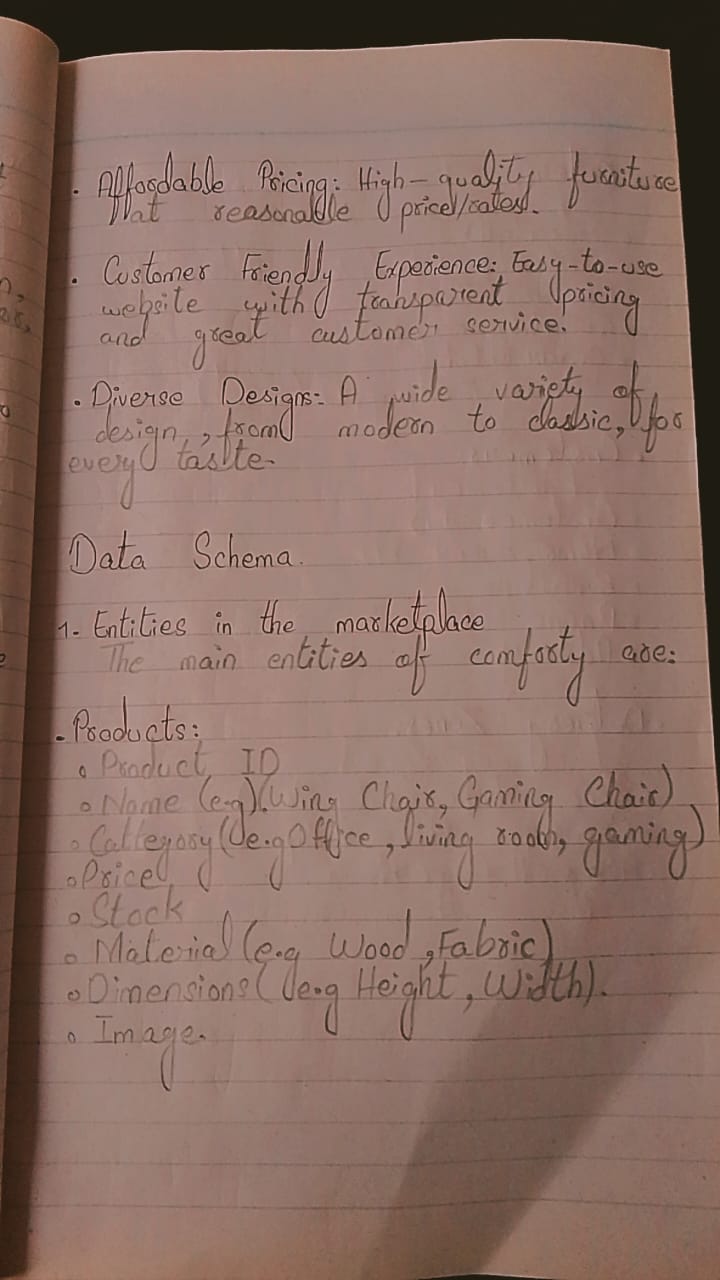 . Affordable Pricing: High-quality furniture
at reasonable price/rates.
. Customer Friendly Experience: Easy-to-use
website with transparent pricing
and great customer service.
. Diverse Designs:- A wide variety of
design, from modern to classic, for
every taste.
Data Schema.
1- Entities in the marketplace
The main entities of comforty are:
. Products:
o Product ID
o Name (e.g)(Wing Chair, Gaming Chair)
o Category (e.g Office, living room, gaming)
o Price
o Stock
o Material (e.g Wood, Fabric)
o Dimensions (e.g Height, Width).
o Image.